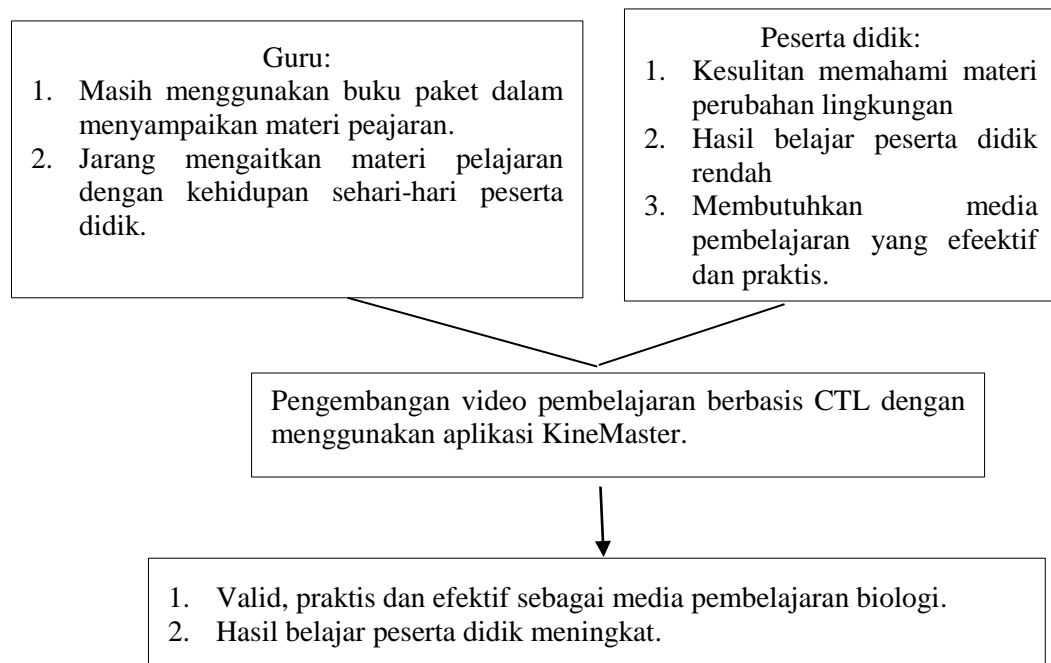 Guru:
1. Masih menggunakan buku paket dalam
menyampaikan materi peajaran.
2. Jarang mengaitkan materi pelajaran
dengan kehidupan sehari-hari peserta
didik.
Peserta didik:
1. Kesulitan memahami materi
perubahan lingkungan
2. Hasil belajar peserta didik
rendah
3. Membutuhkan media
pembelajaran yang efeektif
dan praktis.
Pengembangan video pembelajaran berbasis CTL dengan
menggunakan aplikasi KineMaster.
1. Valid, praktis dan efektif sebagai media pembelajaran biologi.
2. Hasil belajar peserta didik meningkat.